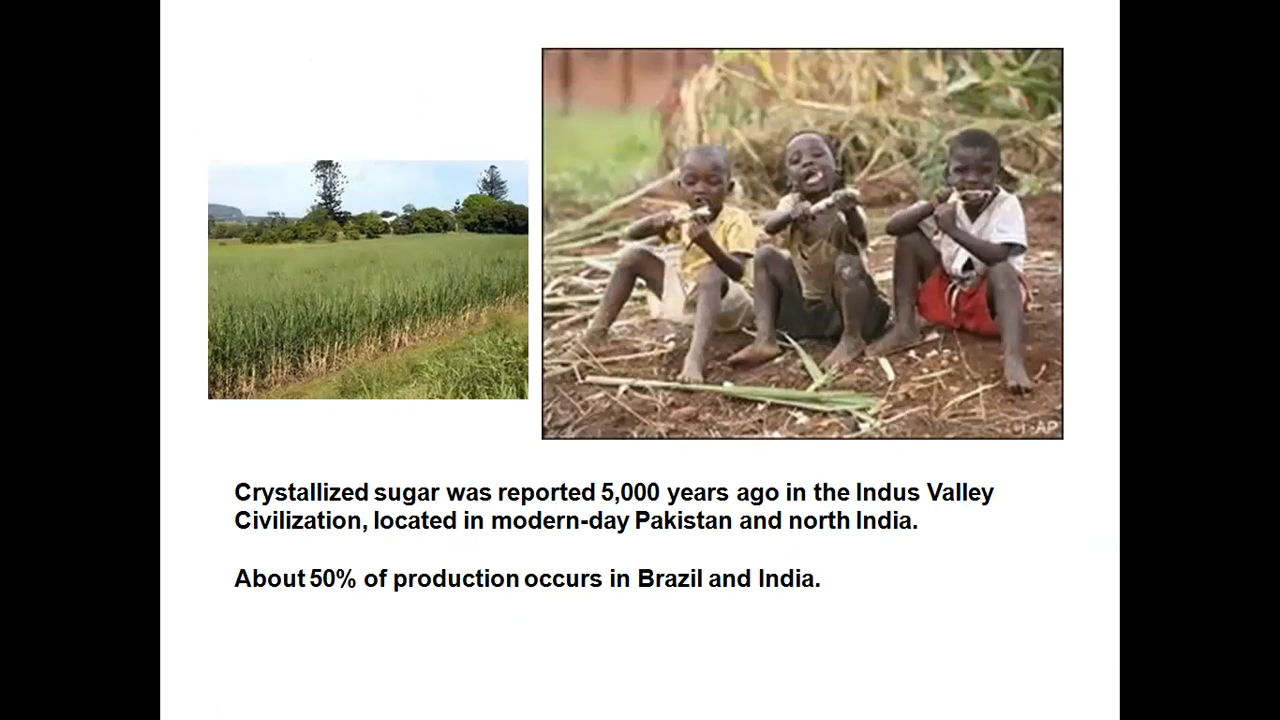 AP
Crystallized sugar was reported 5,000 years ago in the Indus Valley
Civilization, located in modern-day Pakistan and north India.
About 50% of production occurs in Brazil and India.